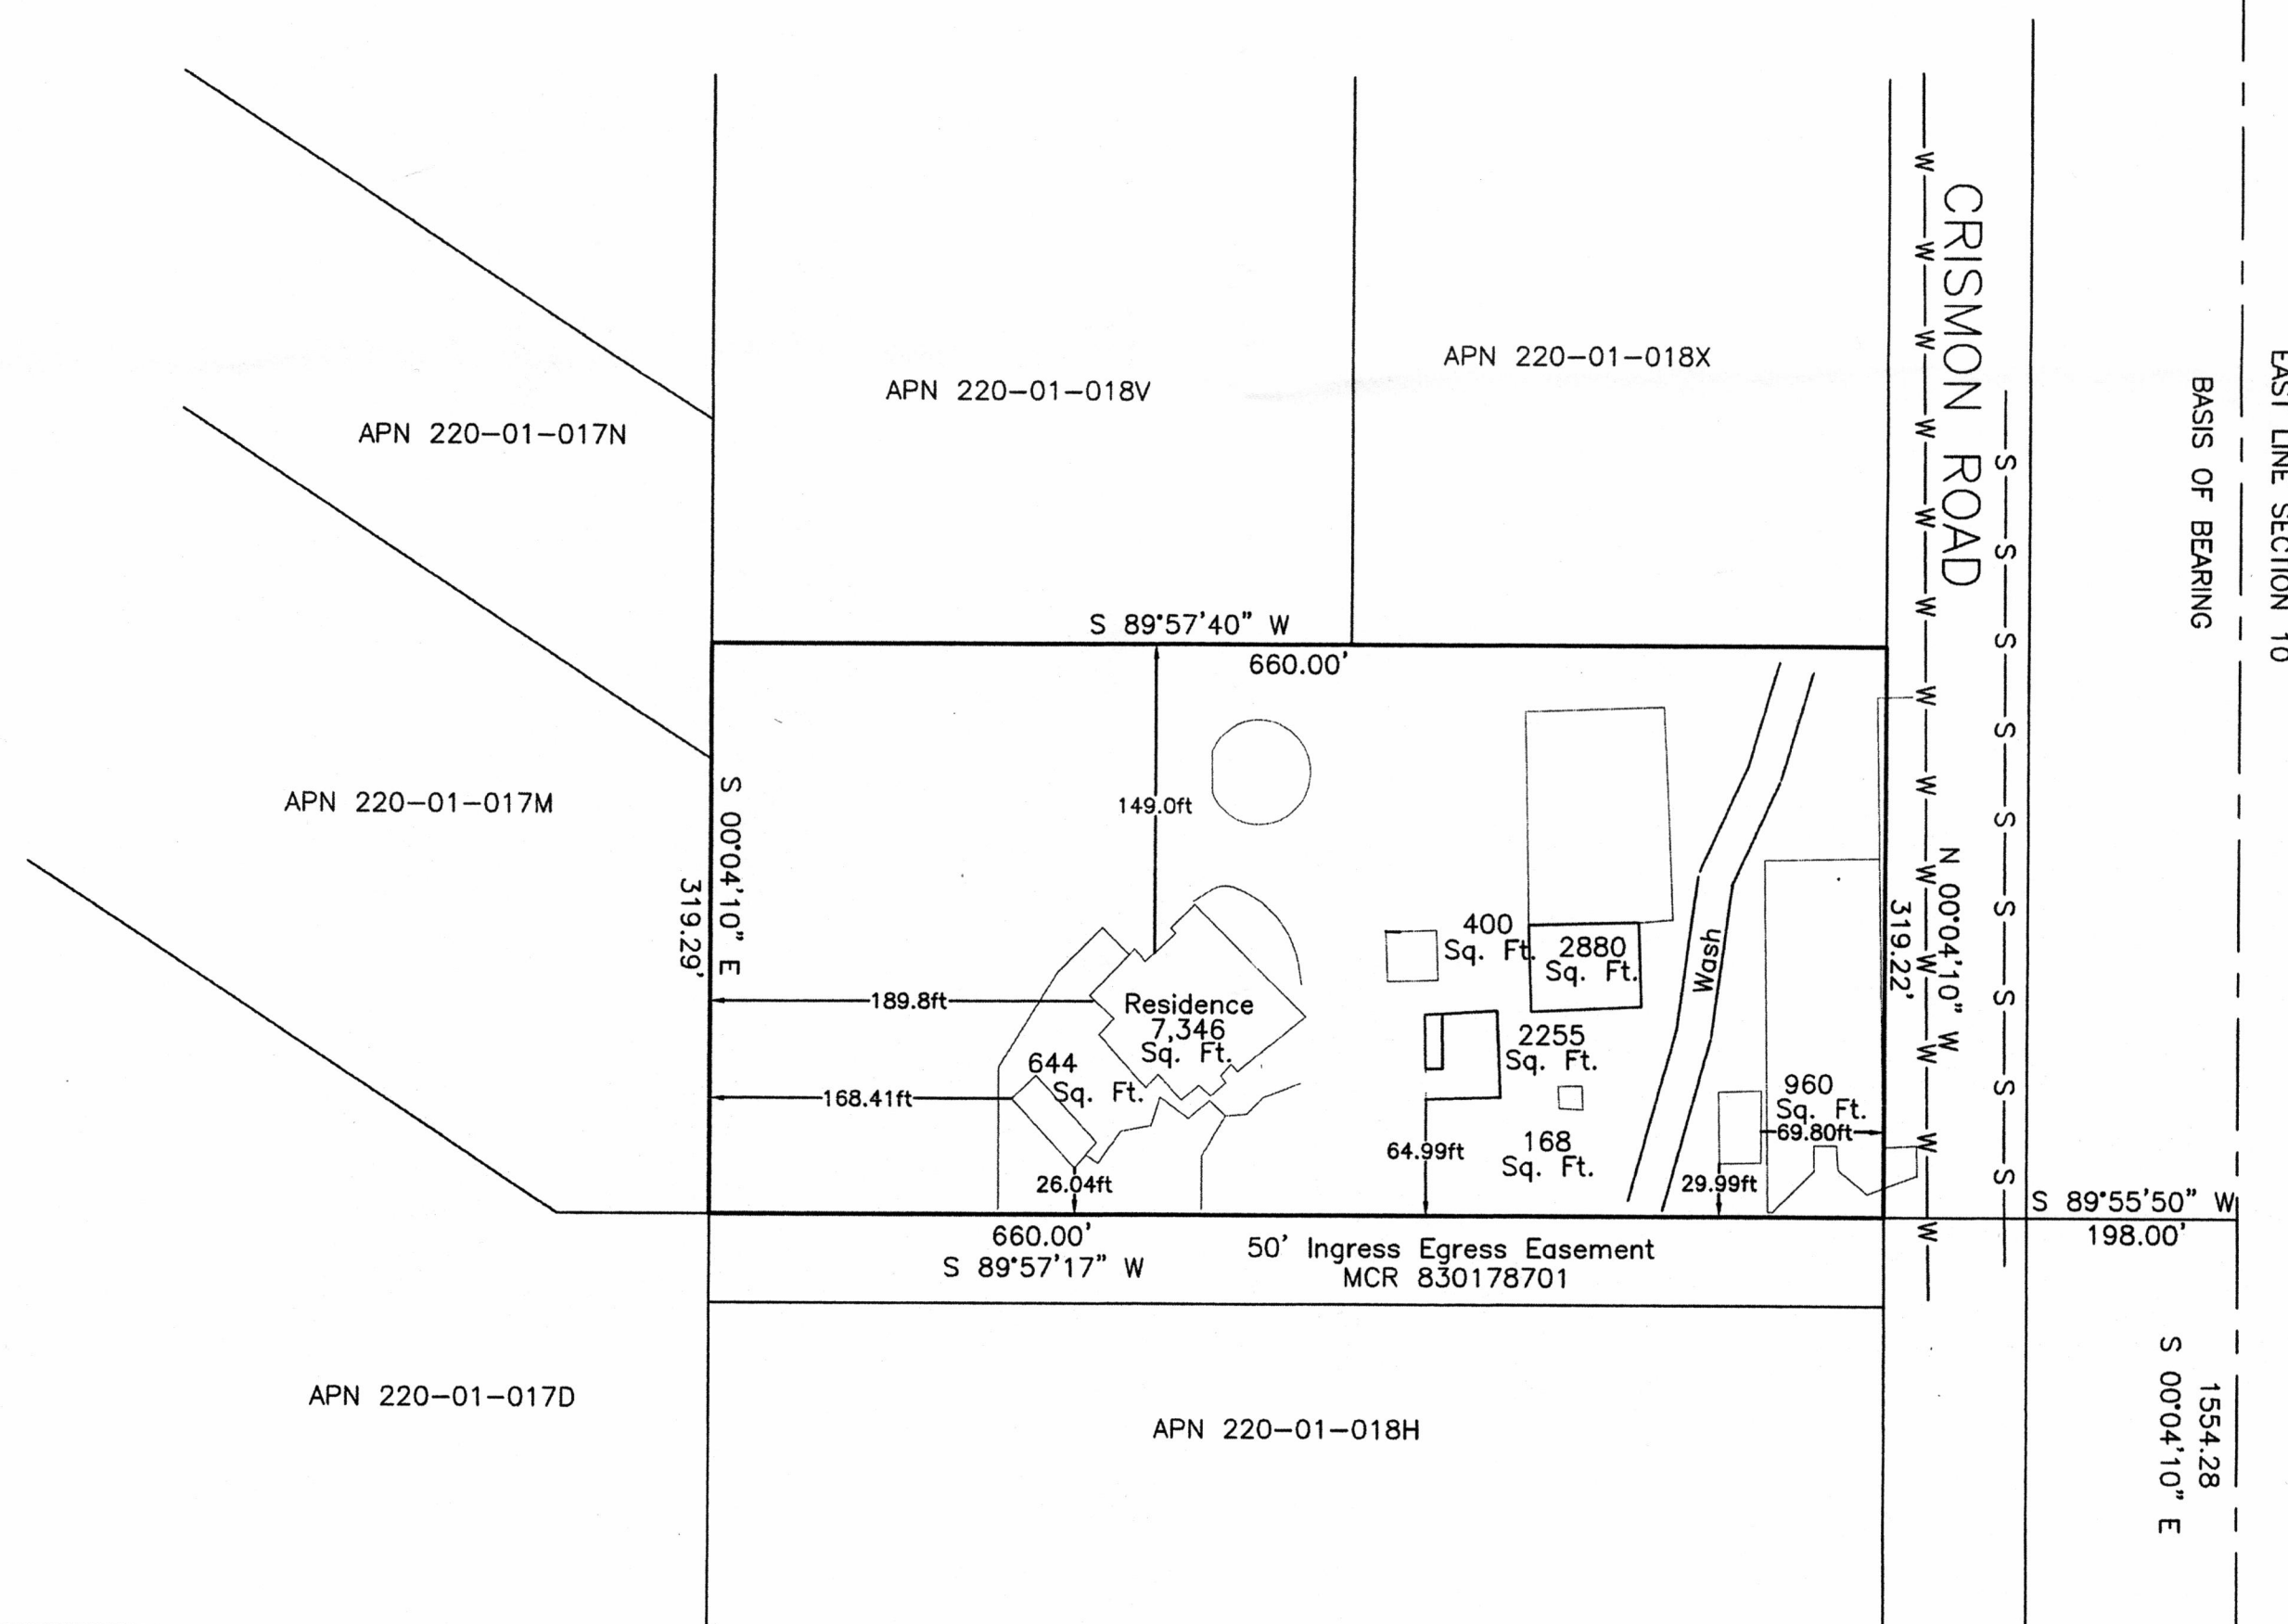 CRISMON ROAD
EAST LINE SECTION 10
BASIS OF BEARING
APN 220-01-018X
APN 220-01-018V
APN 220-01-017N
S 89°57'40" W
660.00'
APN 220-01-017M
S 00°04'10" E
319.29'
149.0ft
N 00°04'10" W
319.22'
400
Sq. Ft.
2880
Sq. Ft.
Wash
189.8ft
Residence
7,346
Sq. Ft.
2255
Sq. Ft.
644
Sq. Ft.
168.41ft
960
Sq. Ft.
69.80ft
64.99ft
168
Sq. Ft.
26.04ft
29.99ft
S 89°55'50" W
198.00'
660.00'
S 89°57'17" W
50' Ingress Egress Easement
MCR 830178701
1554.28
S 00°04'10" E
APN 220-01-017D
APN 220-01-018H
W
W
W
W
W
W
W
W
W
W
W
W
W
S
S
S
S
S
S
S
S
S